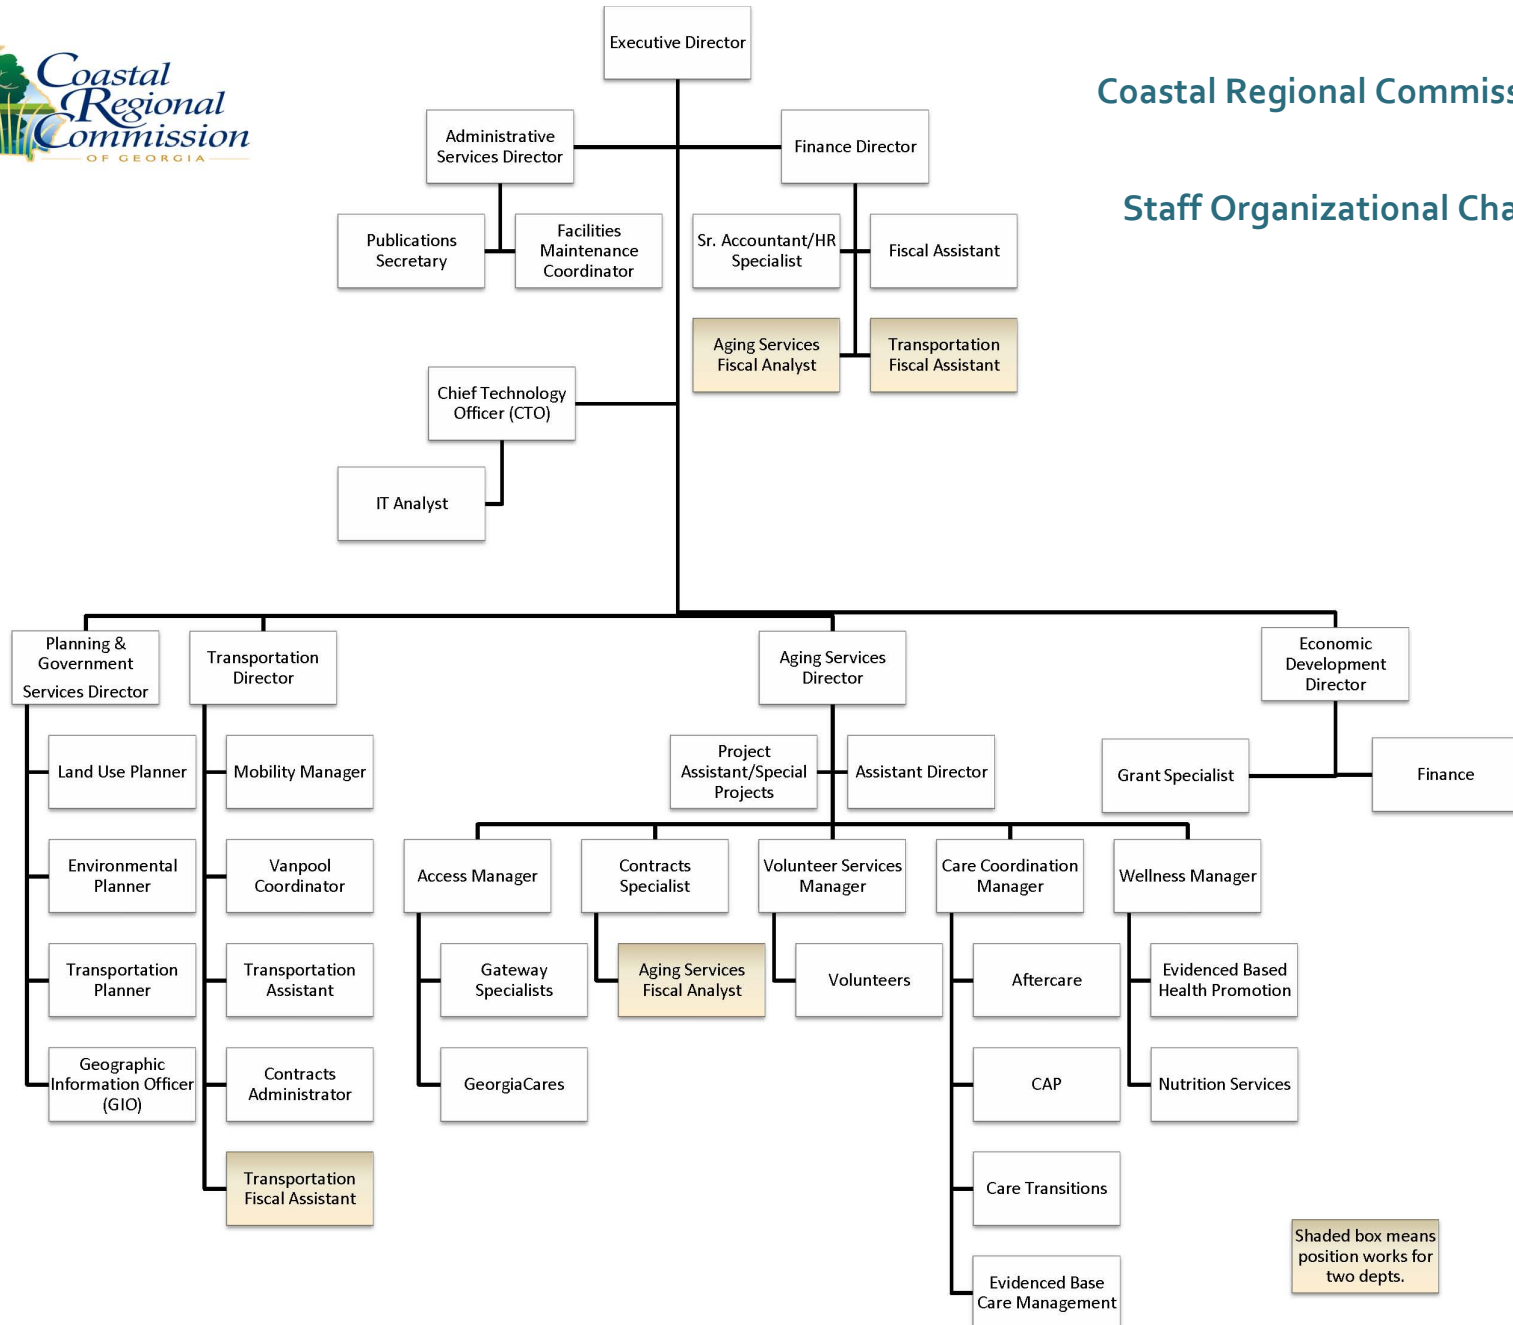 Coastal
Regional
Commission
OF GEORGIA
Executive Director
Coastal Regional Commiss
Staff Organizational Cha
Administrative
Services Director
Finance Director
Publications
Secretary
Facilities
Maintenance
Coordinator
Sr. Accountant/HR
Specialist
Fiscal Assistant
Aging Services
Fiscal Analyst
Transportation
Fiscal Assistant
Chief Technology
Officer (CTO)
IT Analyst
Planning &
Government
Services Director
Transportation
Director
Aging Services
Director
Economic
Development
Director
Land Use Planner
Mobility Manager
Project
Assistant/Special
Projects
Assistant Director
Grant Specialist
Finance
Environmental
Planner
Vanpool
Coordinator
Access Manager
Contracts
Specialist
Volunteer Services
Manager
Care Coordination
Manager
Wellness Manager
Transportation
Planner
Transportation
Assistant
Gateway
Specialists
Aging Services
Fiscal Analyst
Volunteers
Aftercare
Evidenced Based
Health Promotion
Geographic
Information Officer
(GIO)
Contracts
Administrator
GeorgiaCares
CAP
Nutrition Services
Transportation
Fiscal Assistant
Care Transitions
Evidenced Base
Care Management
Shaded box means
position works for
two depts.